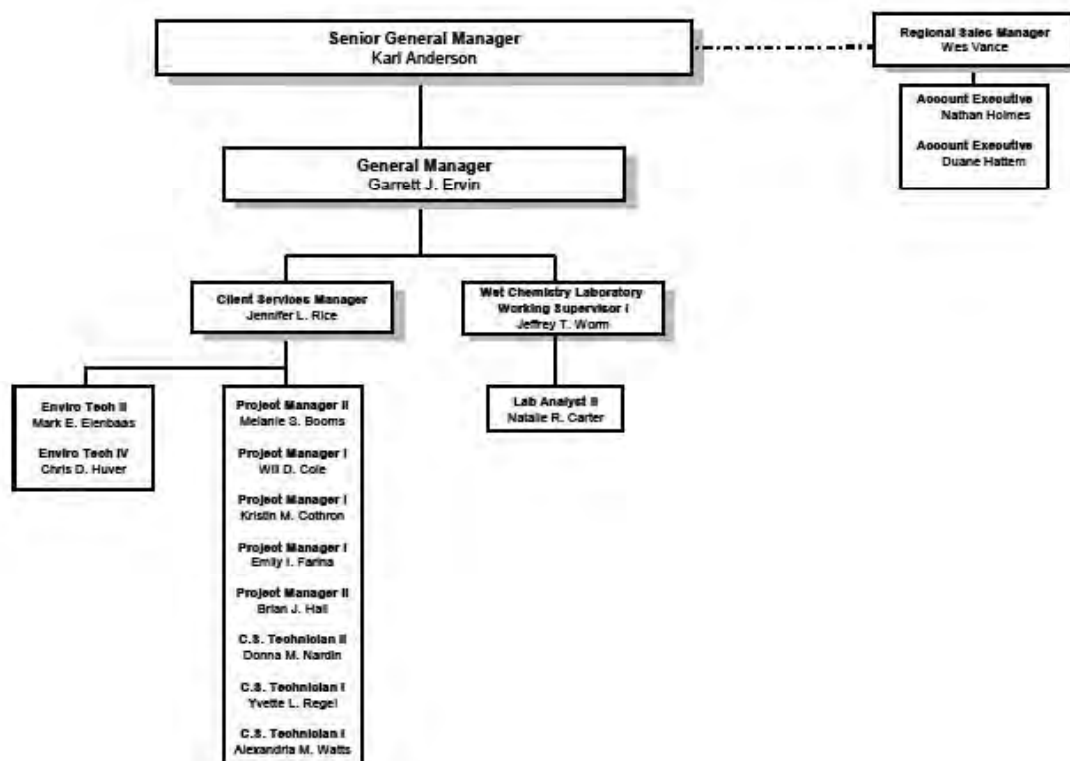 Senior General Manager
Karl Anderson
Regional Sales Manager
Wes Vance
Account Executive
Nathan Holmes
Account Executive
Duane Hattem
General Manager
Garrett J. Ervin
Client Services Manager
Jennifer L. Rice
Wet Chemistry Laboratory
Working Supervisor I
Jeffrey T. Worm
Enviro Tech II
Mark E. Elenbaas
Enviro Tech IV
Chris D. Huver
Project Manager II
Melanie S. Booms
Project Manager I
Will D. Cole
Project Manager I
Kristin M. Cothron
Project Manager I
Emily I. Farina
Project Manager II
Brian J. Hall
C.S. Technician II
Donna M. Nardin
C.S. Technician I
Yvette L. Regel
C.S. Technician I
Alexandria M. Watts
Lab Analyst II
Natalie R. Carter